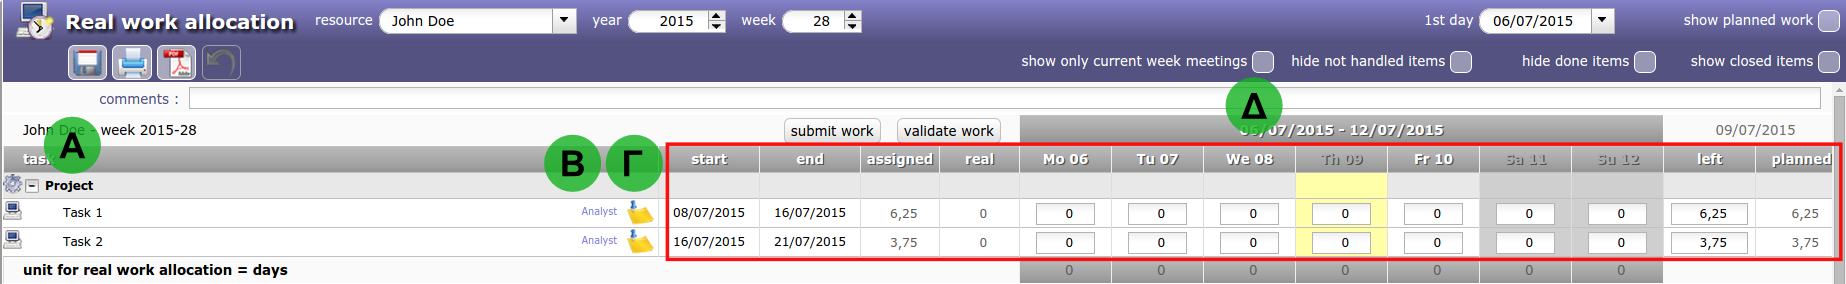 Real work allocation resource John Doe year 2015 week 28 1st day 06/07/2015 show planned work
show only current week meetings hide not handled items hide done items show closed items
comments :
John Doe - week 2015-28 submit work validate work 06/07/2015 - 12/07/2015 09/07/2015
task start end assigned real Mo 06 Tu 07 We 08 Th 09 Fr 10 Sa 11 Su 12 left planned
Α Β Γ Δ
Project
Task 1 Analyst 08/07/2015 16/07/2015 6,25 0 0 0 0 0 0 0 0 6,25 6,25
Task 2 Analyst 16/07/2015 21/07/2015 3,75 0 0 0 0 0 0 0 0 3,75 3,75
unit for real work allocation = days 0 0 0 0 0 0 0